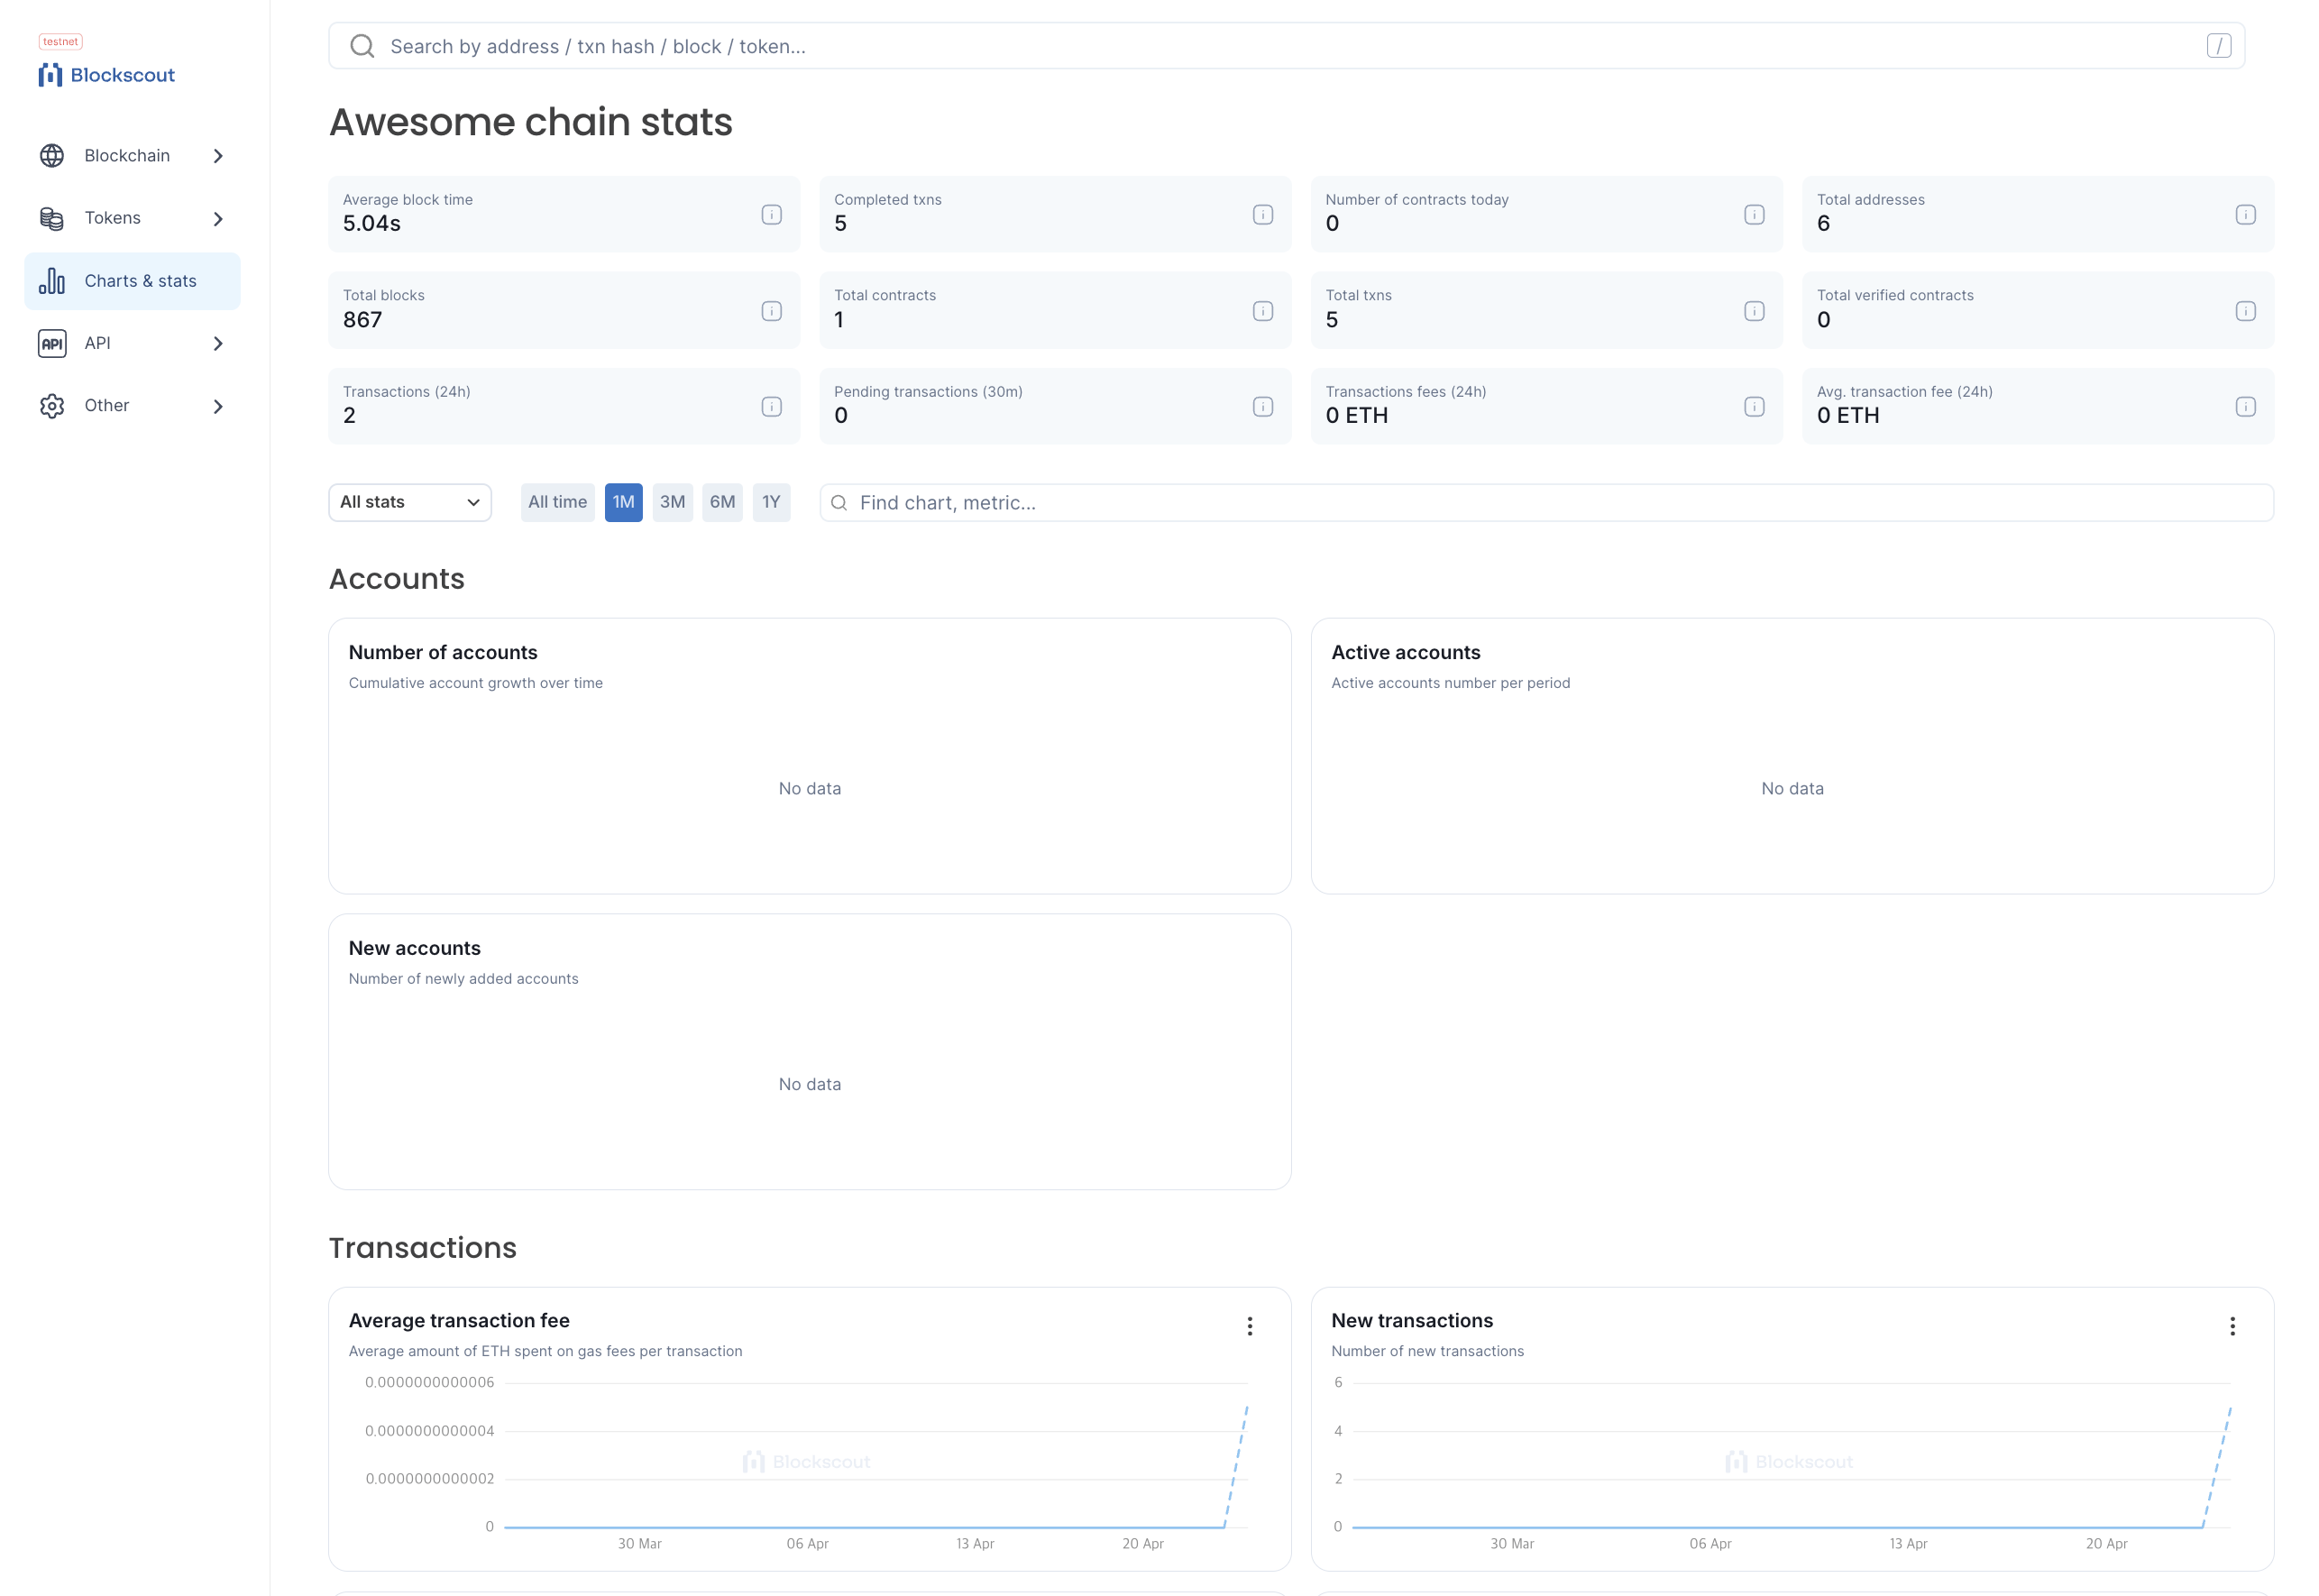 testnet
Blockscout
Search by address / txn hash / block / token...
/
Blockchain
Tokens
Charts & stats
API
API
Other
Awesome chain stats
Average block time
5.04s
Completed txns
5
Number of contracts today
0
Total addresses
6
Total blocks
867
Total contracts
1
Total txns
5
Total verified contracts
0
Transactions (24h)
2
Pending transactions (30m)
0
Transactions fees (24h)
0 ETH
Avg. transaction fee (24h)
0 ETH
All stats
All time
1M
3M
6M
1Y
Find chart, metric...
Accounts
Number of accounts
Cumulative account growth over time
No data
Active accounts
Active accounts number per period
No data
New accounts
Number of newly added accounts
No data
Transactions
Average transaction fee
Average amount of ETH spent on gas fees per transaction
0.0000000000006
0.0000000000004
0.0000000000002
0
Blockscout
30 Mar
06 Apr
13 Apr
20 Apr
New transactions
Number of new transactions
6
4
2
0
Blockscout
30 Mar
06 Apr
13 Apr
20 Apr